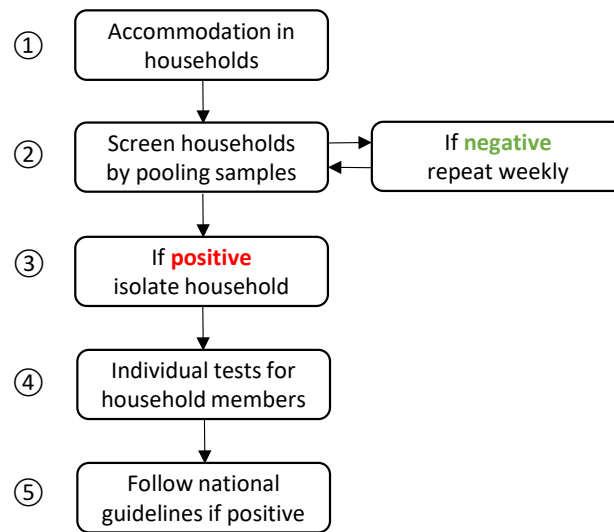 ①
Accommodation in
households
②
Screen households
by pooling samples
If negative
repeat weekly
③
If positive
isolate household
④
Individual tests for
household members
⑤
Follow national
guidelines if positive